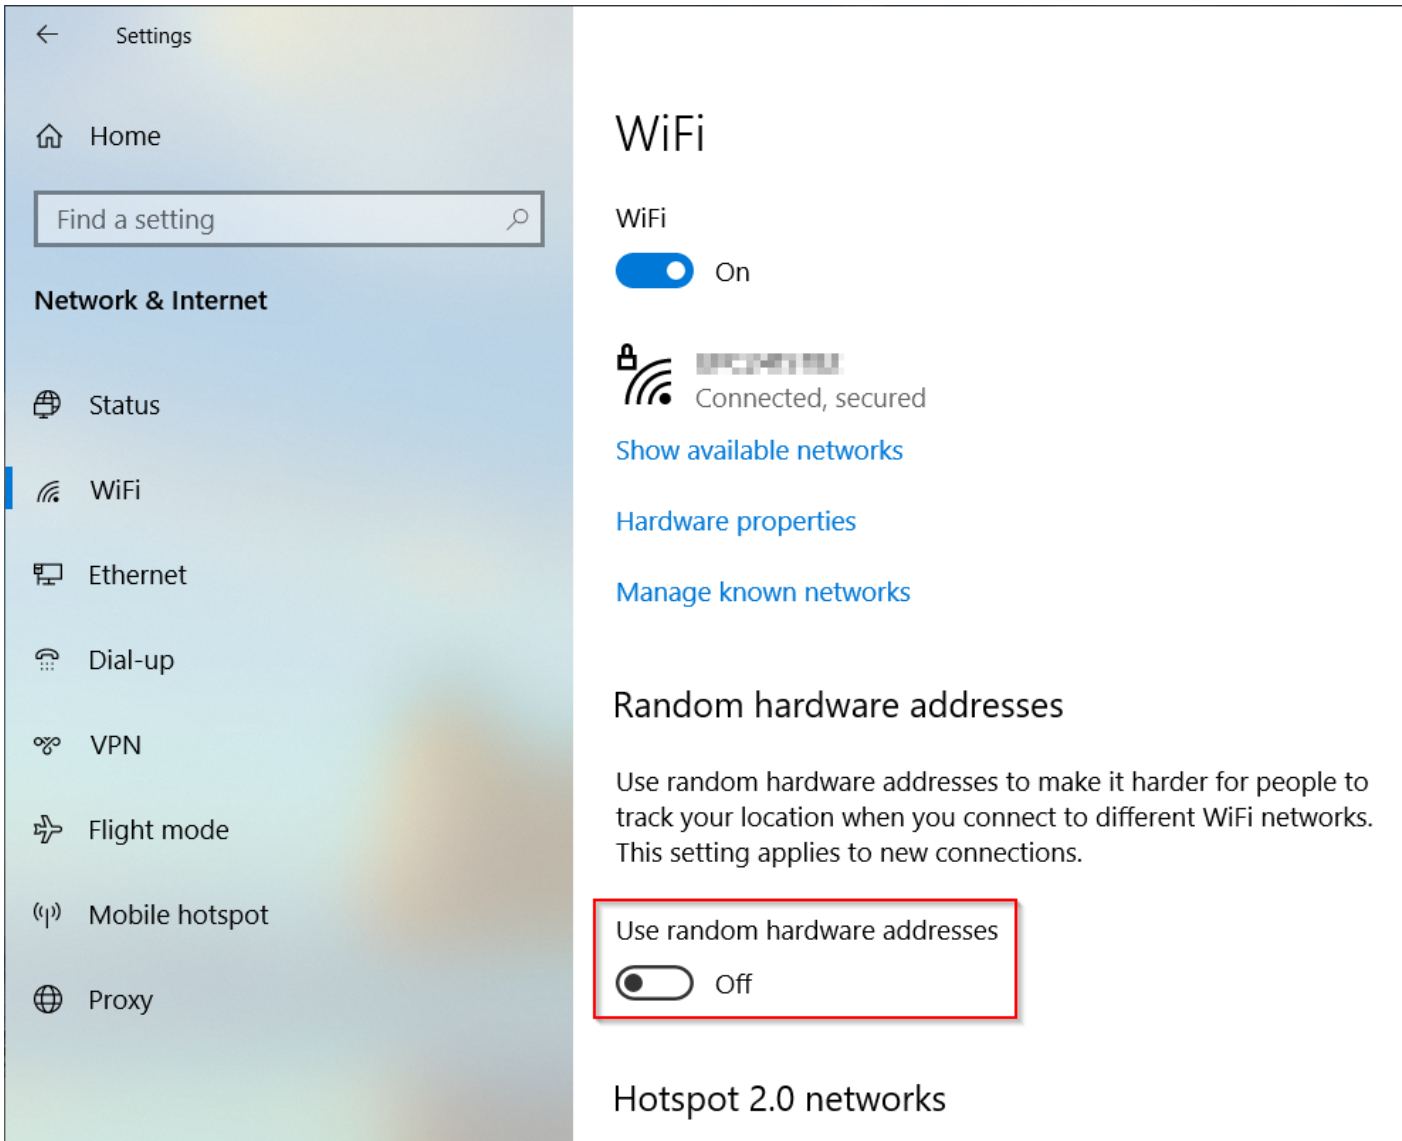 Settings
Home
Find a setting
Network & Internet
Status
WiFi
Ethernet
Dial-up
VPN
Flight mode
Mobile hotspot
Proxy
WiFi
WiFi
On
Connected, secured
Show available networks
Hardware properties
Manage known networks
Random hardware addresses
Use random hardware addresses to make it harder for people to
track your location when you connect to different WiFi networks.
This setting applies to new connections.
Use random hardware addresses
Off
Hotspot 2.0 networks